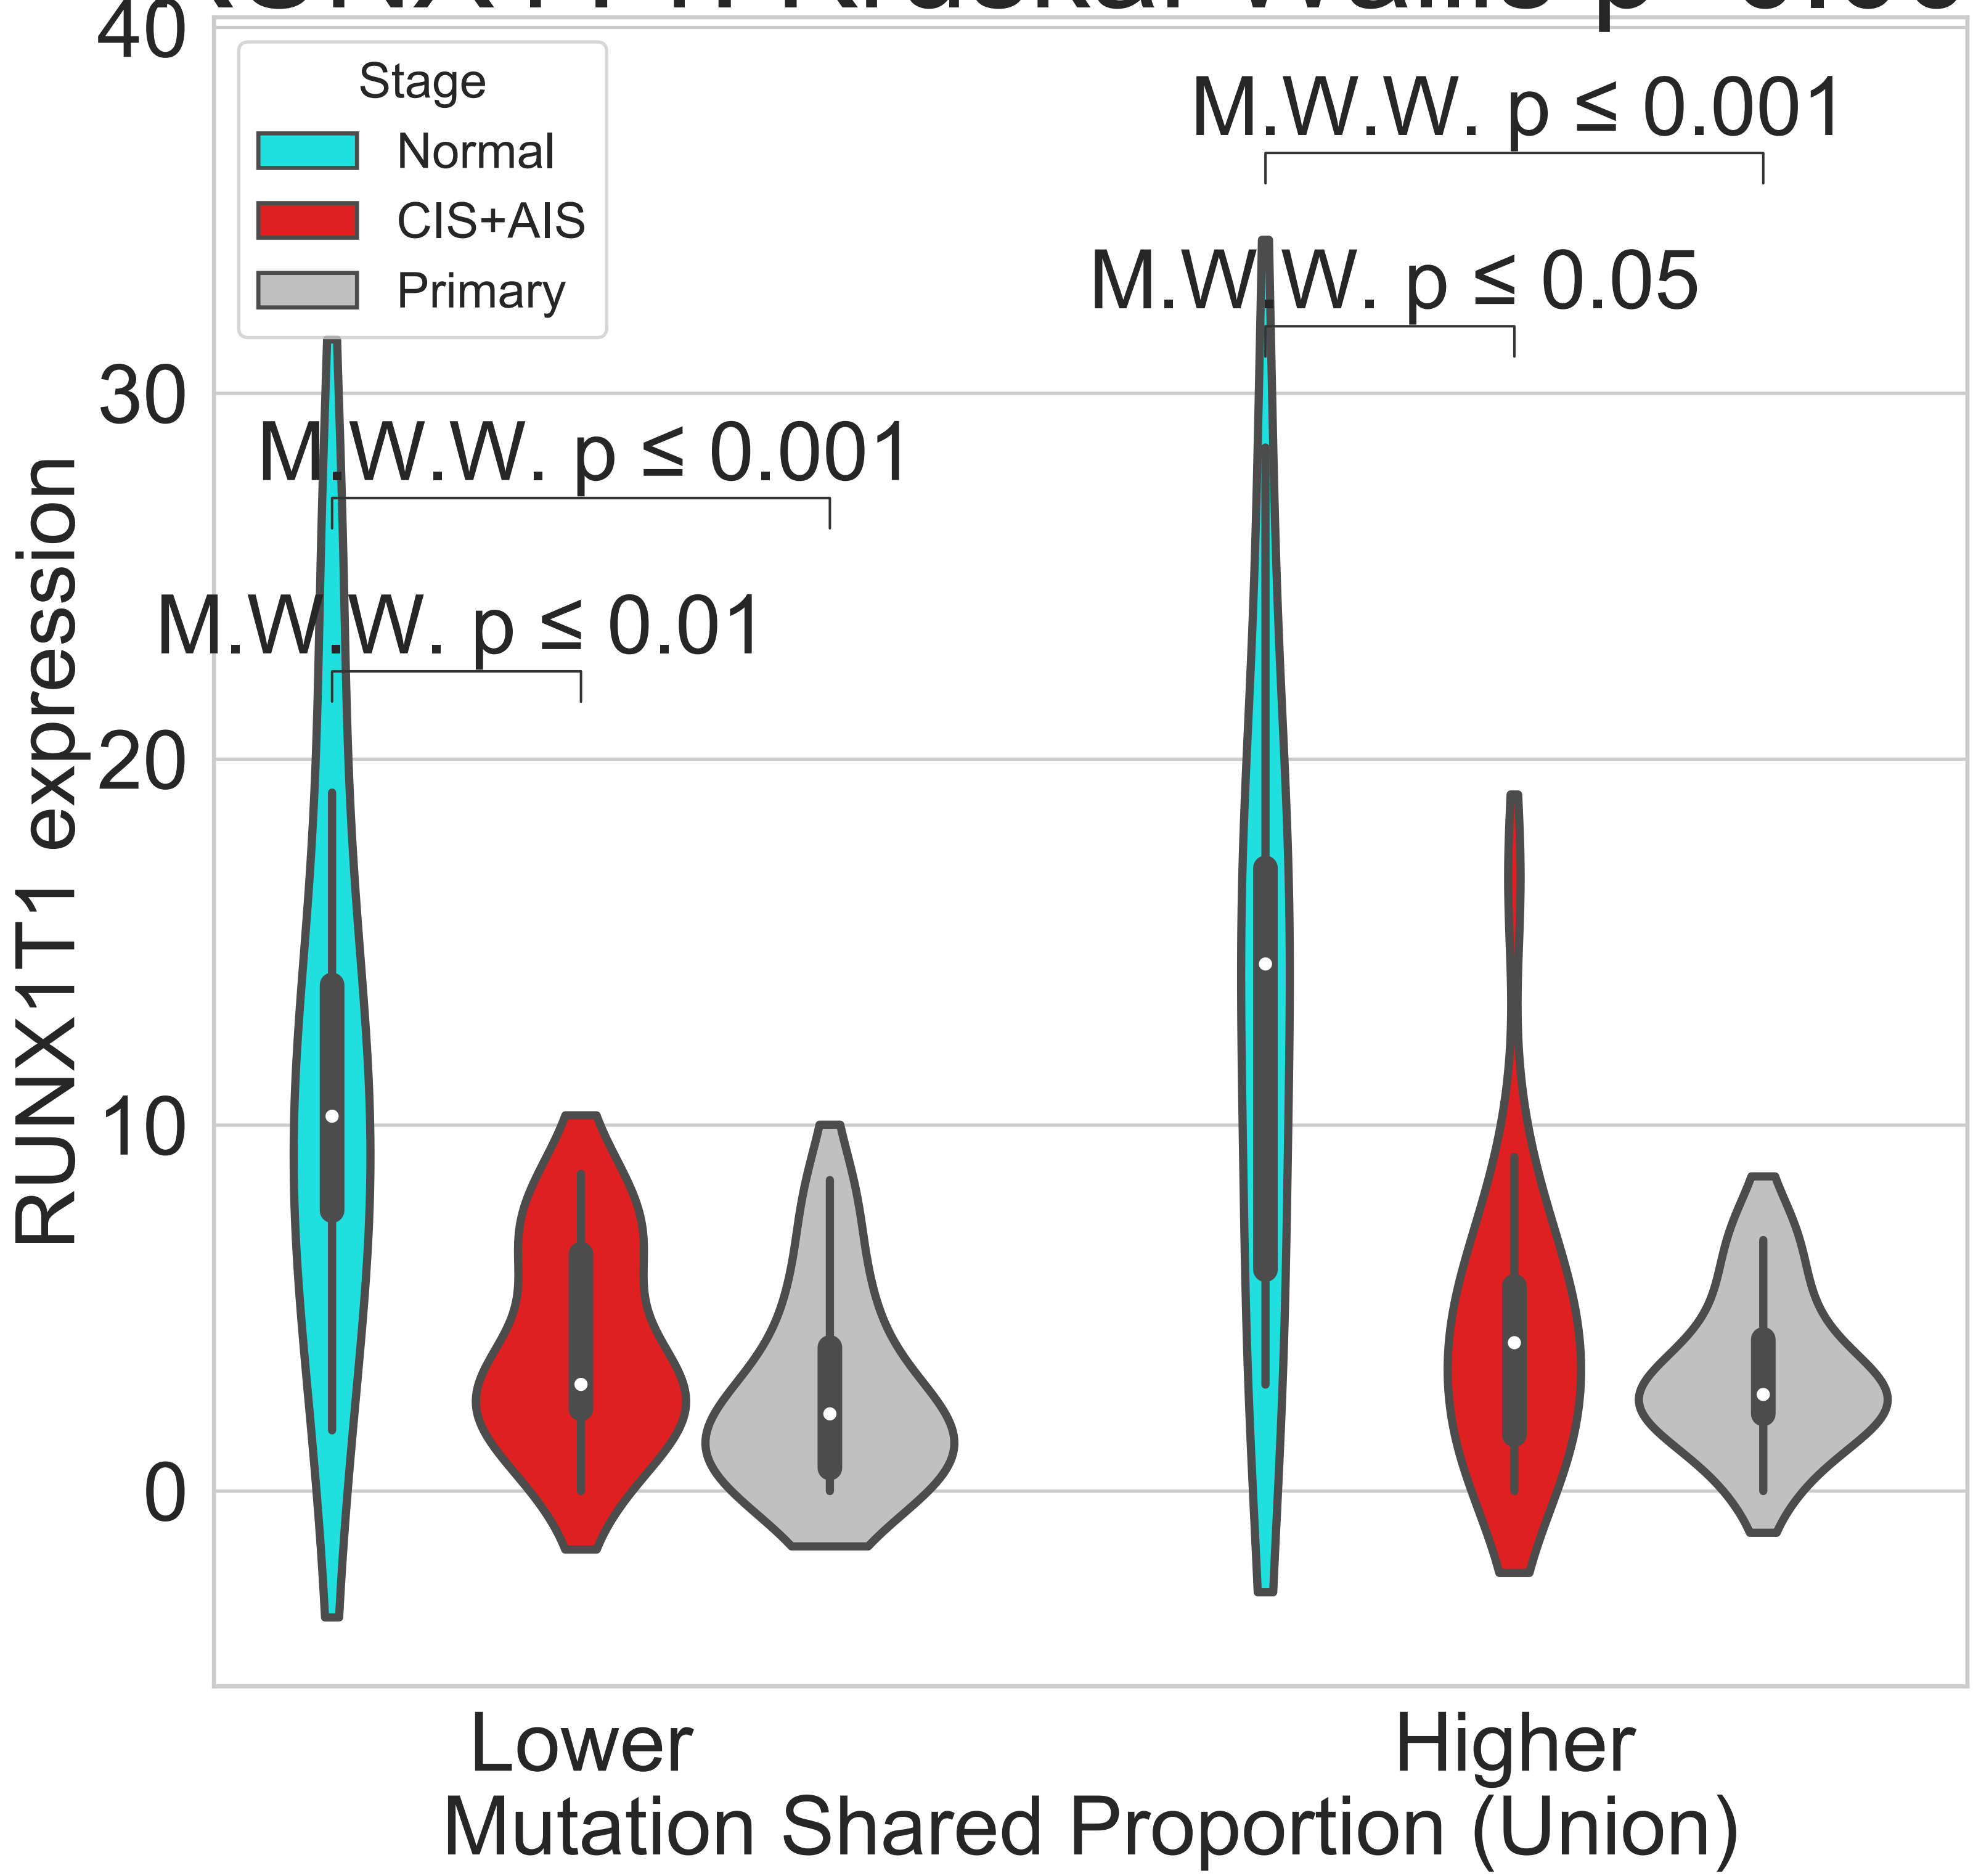 40
Stage
Normal
CIS+AIS
Primary
M.W.W. p ≤ 0.001
M.W.W. p ≤ 0.05
30
M.W.W. p ≤ 0.001
M.W.W. p ≤ 0.01
20
10
0
RUNX1T1 expression
Lower
Higher
Mutation Shared Proportion (Union)